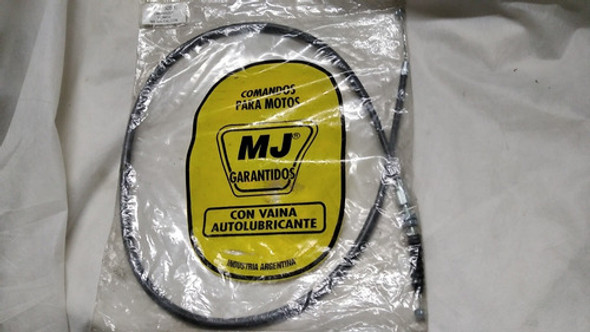 COMANDOS
PARA MOTOS
MJ®
GARANTIDOS
CON VAINA
AUTOLUBRICANTE
INDUSTRIA ARGENTINA